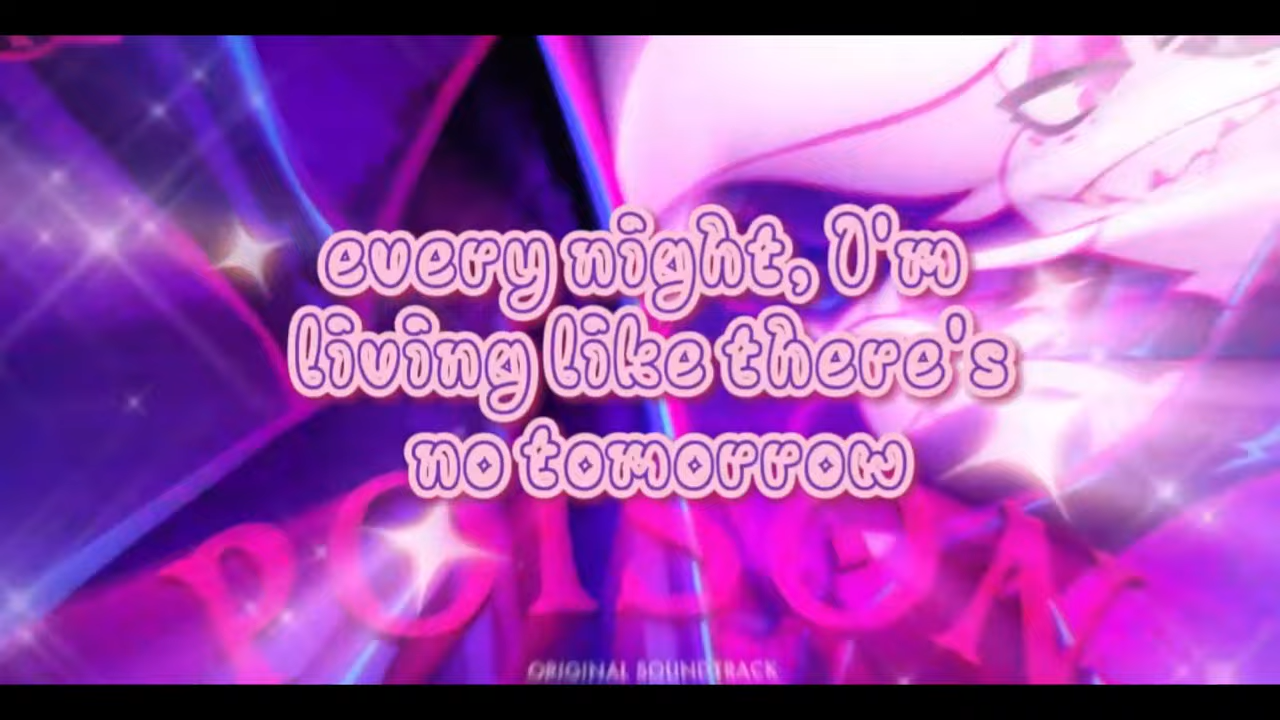 every night, I'm
living like there's
no tomorrow
POISON
ORIGINAL SOUNDTRACK